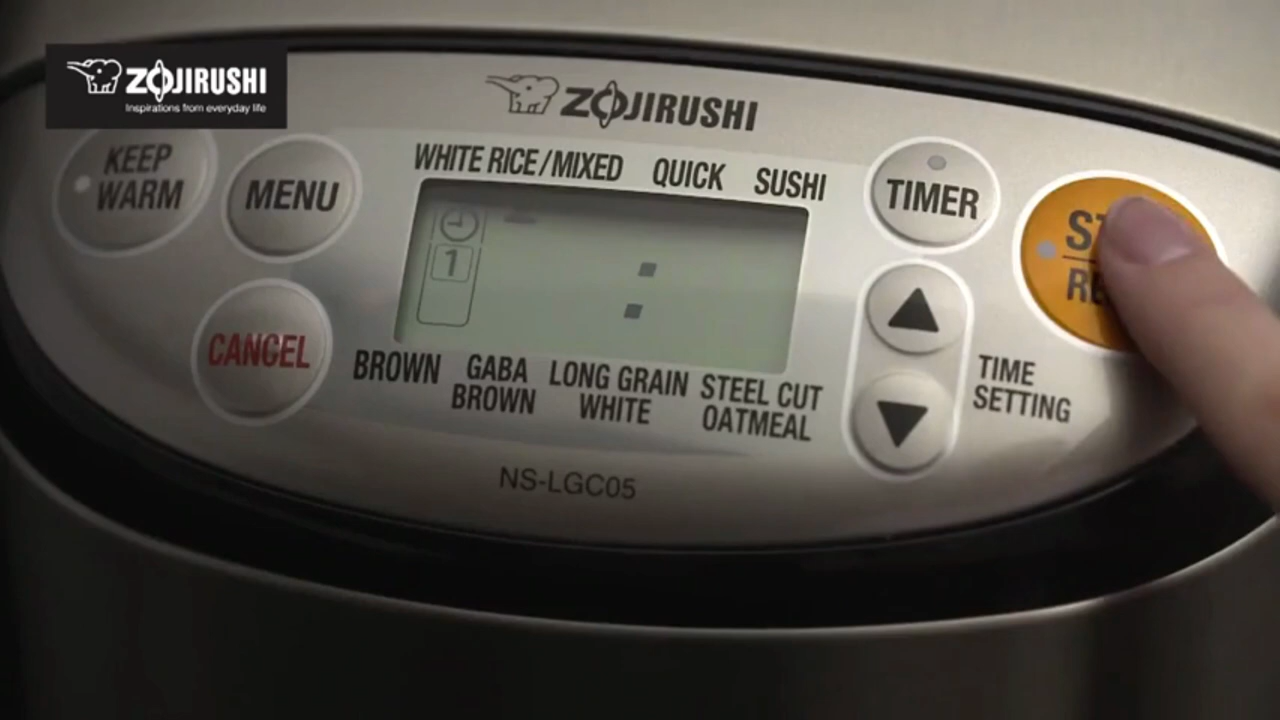 ZOJIRUSHI
Inspirations from everyday life
ZOJIRUSHI
KEEP
WARM
MENU
WHITE RICE/MIXED QUICK SUSHI
TIMER
1
:
CANCEL
BROWN
GABA
BROWN
LONG GRAIN
WHITE
STEEL CUT
OATMEAL
TIME
SETTING
NS-LGC05